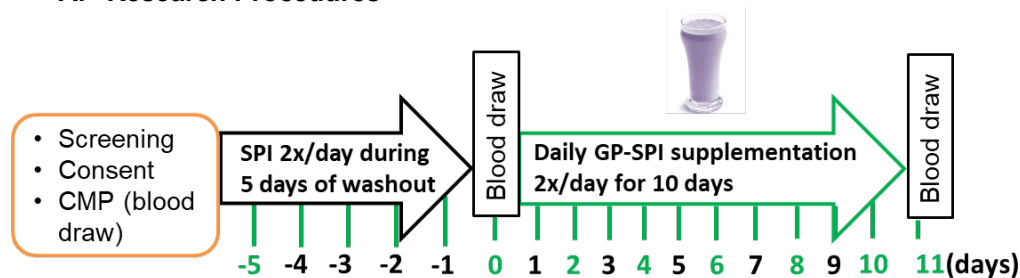 • Screening
• Consent
• CMP (blood
draw)
SPI 2x/day during
5 days of washout
Blood draw
Daily GP-SPI supplementation
2x/day for 10 days
Blood draw
-5 -4 -3 -2 -1 0 1 2 3 4 5 6 7 8 9 10 11(days)